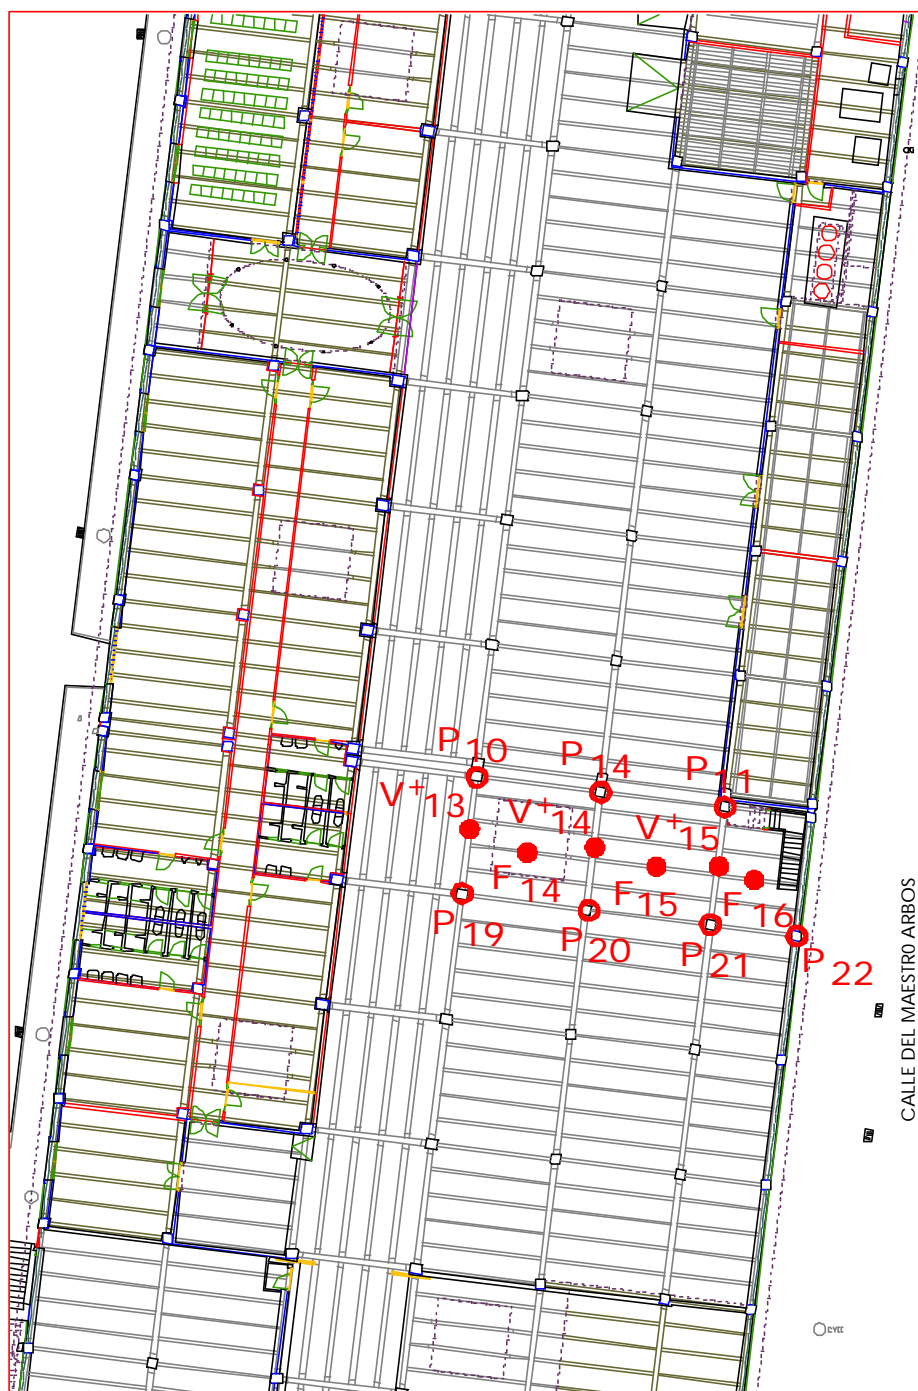 P 10
P 14
P 11
V+ 13
V+ 14
V+ 15
F 14
F 15
F 16
P 19
P 20
P 21
P 22
CALLE DEL MAESTRO ARBOS